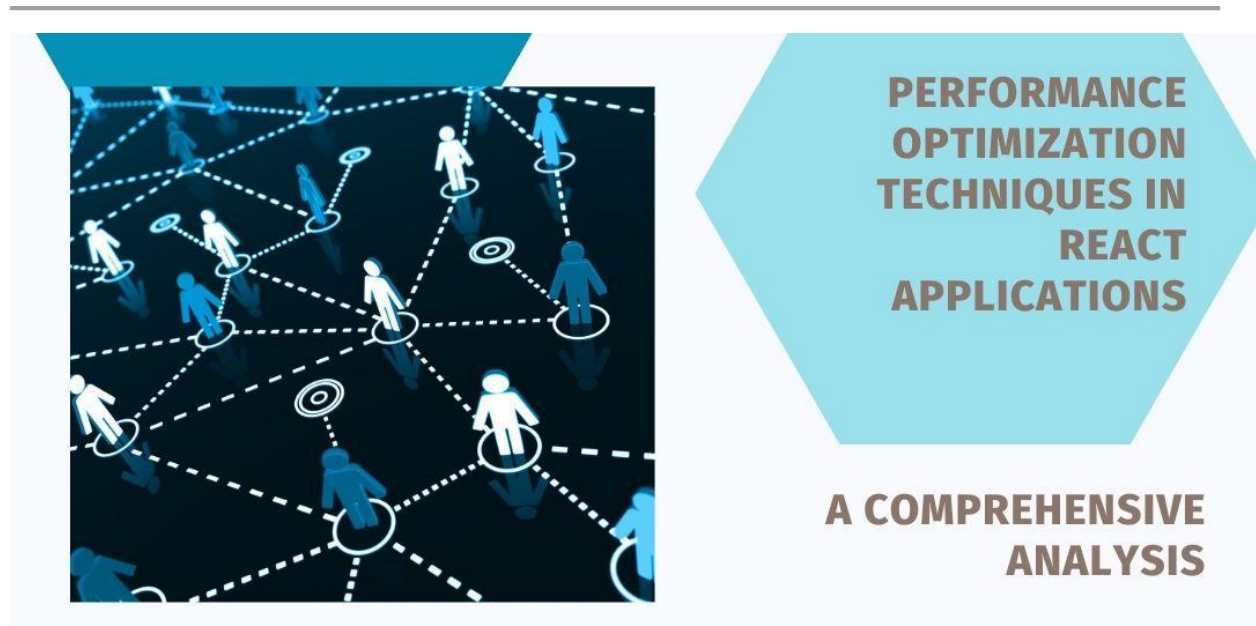 PERFORMANCE
OPTIMIZATION
TECHNIQUES IN
REACT
APPLICATIONS
A COMPREHENSIVE
ANALYSIS